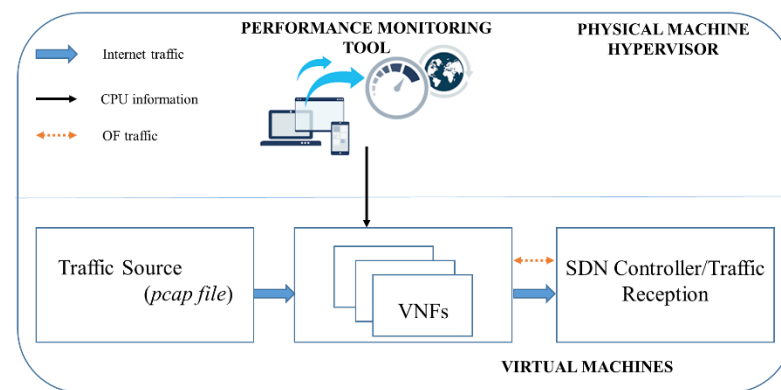 PERFORMANCE MONITORING
TOOL
PHYSICAL MACHINE
HYPERVISOR
Internet traffic
CPU information
OF traffic
Traffic Source
(pcap file)
VNFs
SDN Controller/Traffic
Reception
VIRTUAL MACHINES